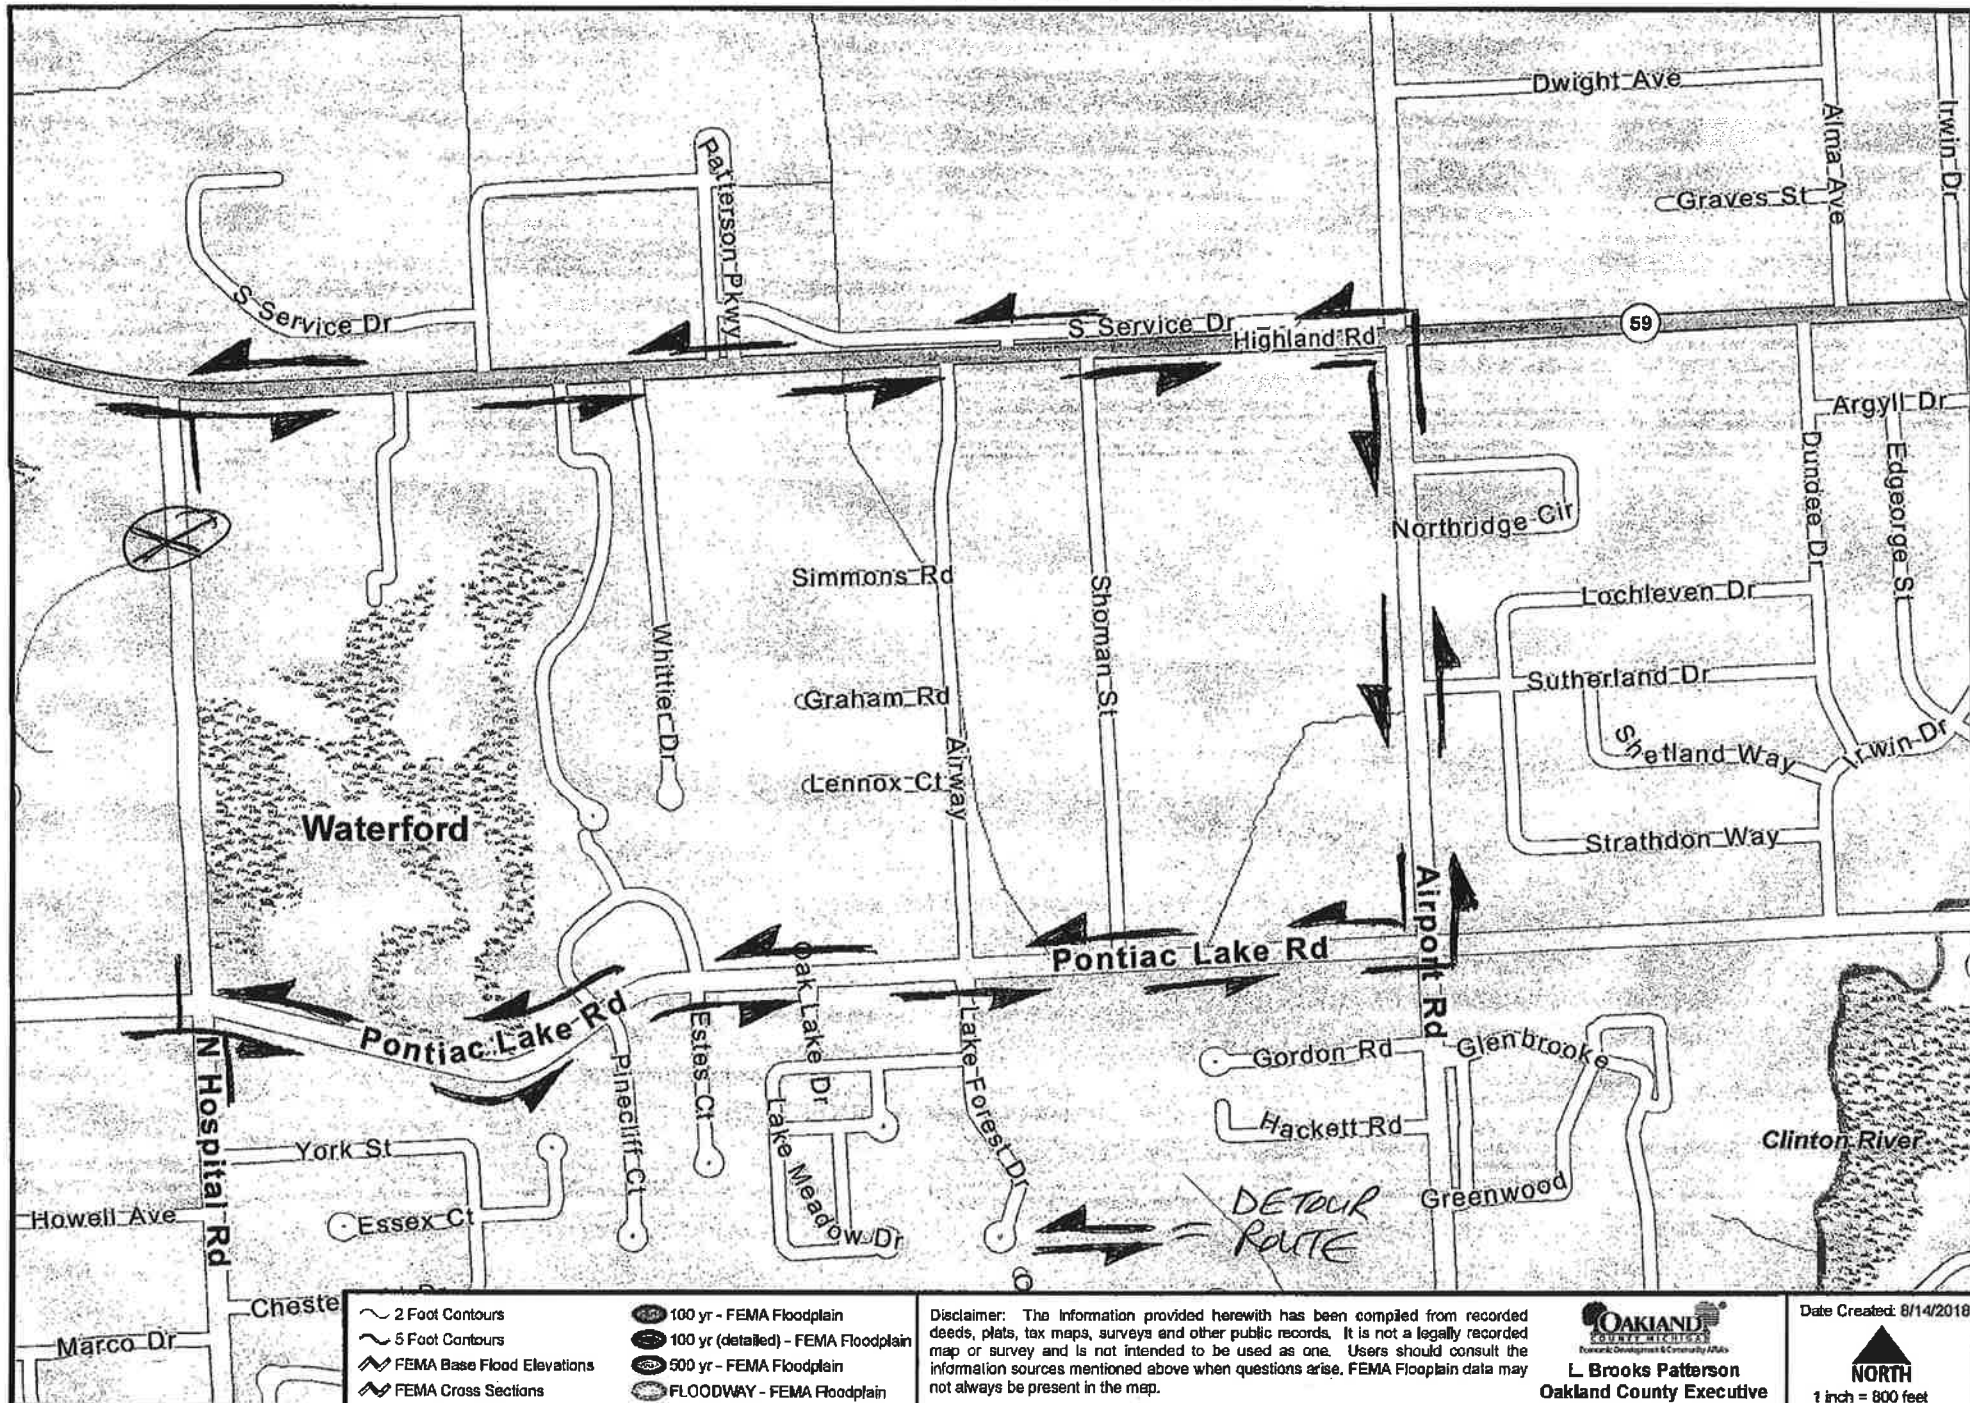 Dwight Ave
Alma Ave
Irwin Dr
Graves St
Patterson Pkwy
S Service Dr
S Service Dr
Highland Rd
59
Argyll Dr
Dundee Dr
Edgeorge St
Northridge Cir
Simmons Rd
Shoman St
Lochleven Dr
Whittier Dr
Sutherland Dr
Graham Rd
Airway
Shetland Way
Irwin Dr
Lennox Ct
Waterford
Strathdon Way
Airport Rd
Pontiac Lake Rd
Oak Lake Dr
Pontiac Lake Rd
N Hospital Rd
Pinecliff Ct
Estes Ct
Lake Forest Dr
Gordon Rd
Glenbrooke
Lake Meadow Dr
Hackett Rd
York St
Clinton River
Howell Ave
Essex Ct
Greenwood
DETOUR
= ROUTE
Marco Dr
2 Foot Contours
5 Foot Contours
FEMA Base Flood Elevations
FEMA Cross Sections
100 yr - FEMA Floodplain
100 yr (detailed) - FEMA Floodplain
500 yr - FEMA Floodplain
FLOODWAY - FEMA Floodplain
Disclaimer: The information provided herewith has been compiled from recorded
deeds, plats, tax maps, surveys and other public records. It is not a legally recorded
map or survey and is not intended to be used as one. Users should consult the
information sources mentioned above when questions arise. FEMA Flooplain data may
not always be present in the map.
OAKLAND
COUNTY MICHIGAN
Economic Development & Community Affairs
L. Brooks Patterson
Oakland County Executive
Date Created: 8/14/2018
NORTH
1 inch = 800 feet